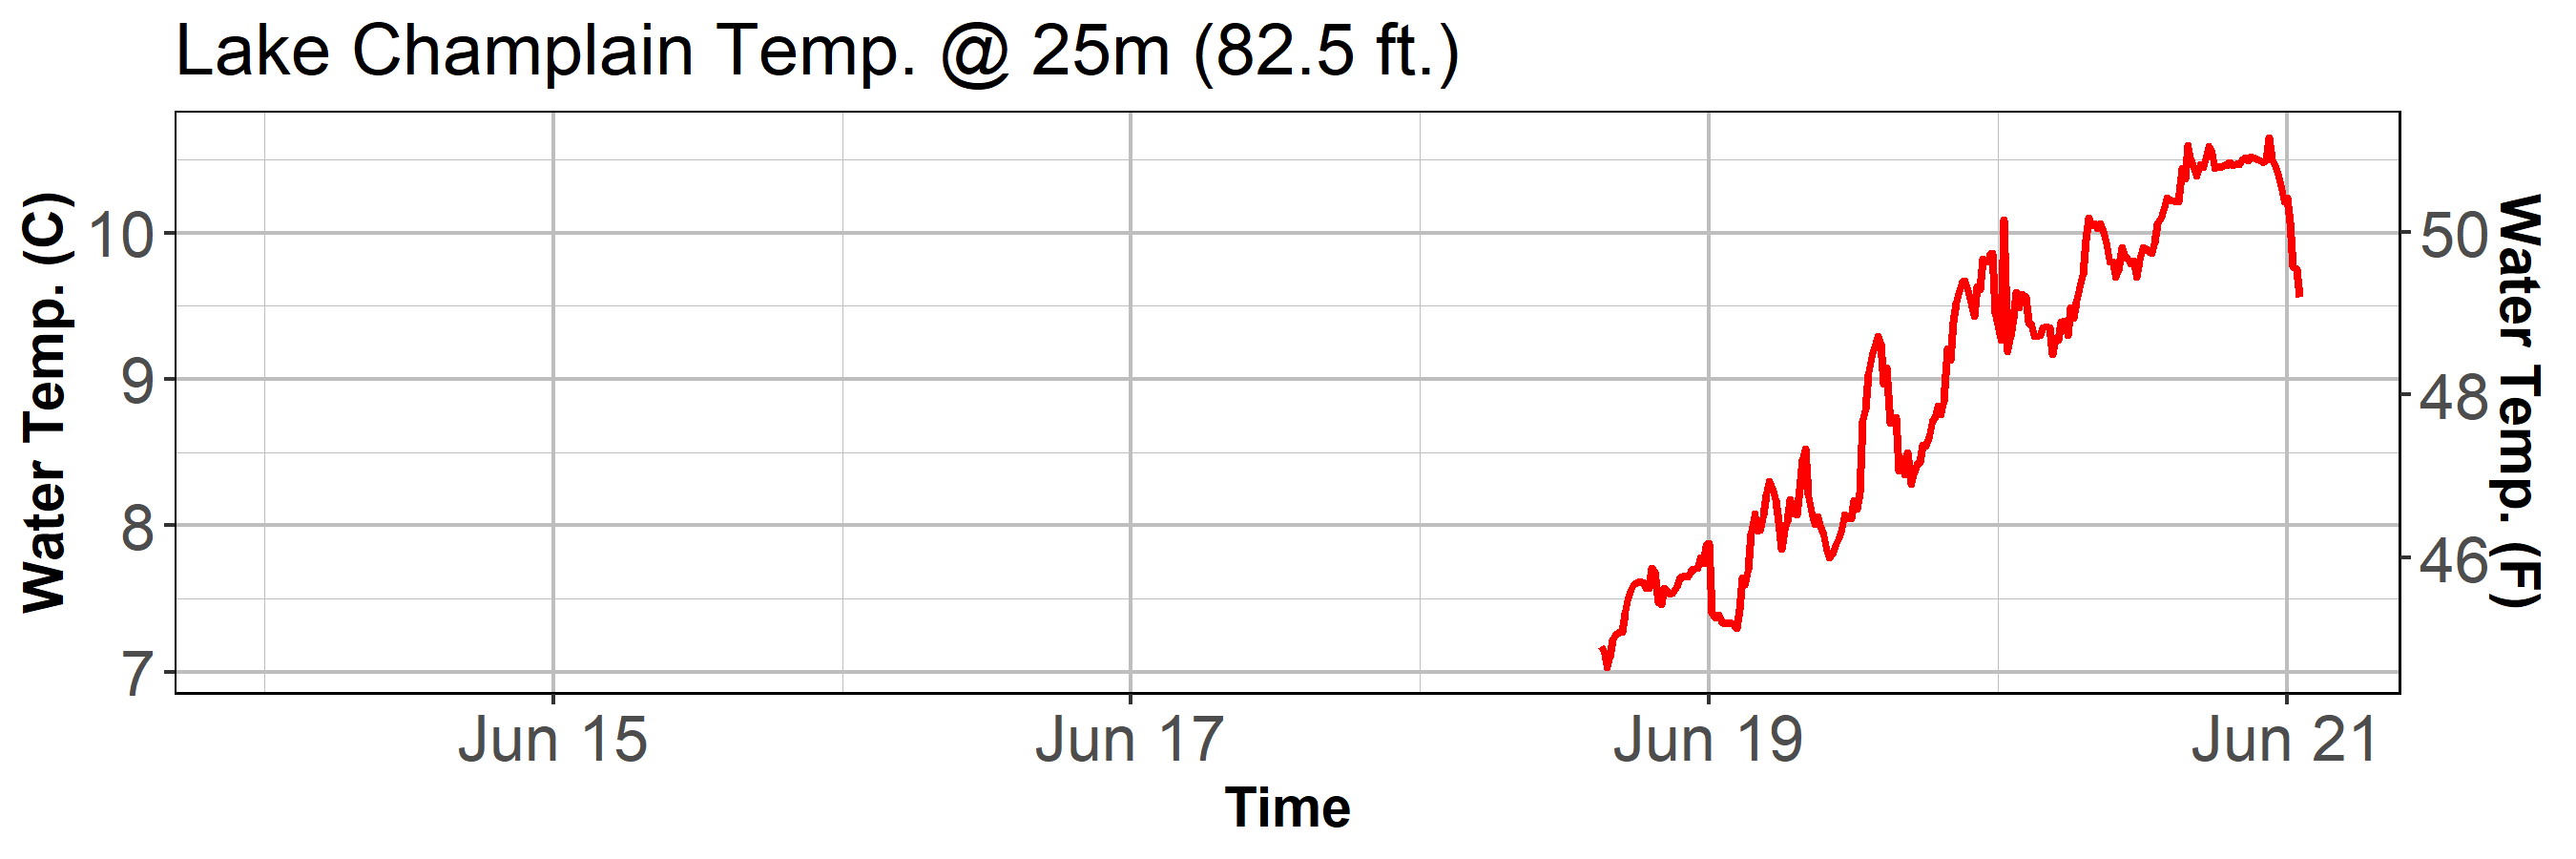 Lake Champlain Temp. @ 25m (82.5 ft.)
Water Temp. (C)
10
9
8
7
50
48
46
Water Temp. (F)
Jun 15
Jun 17
Jun 19
Jun 21
Time